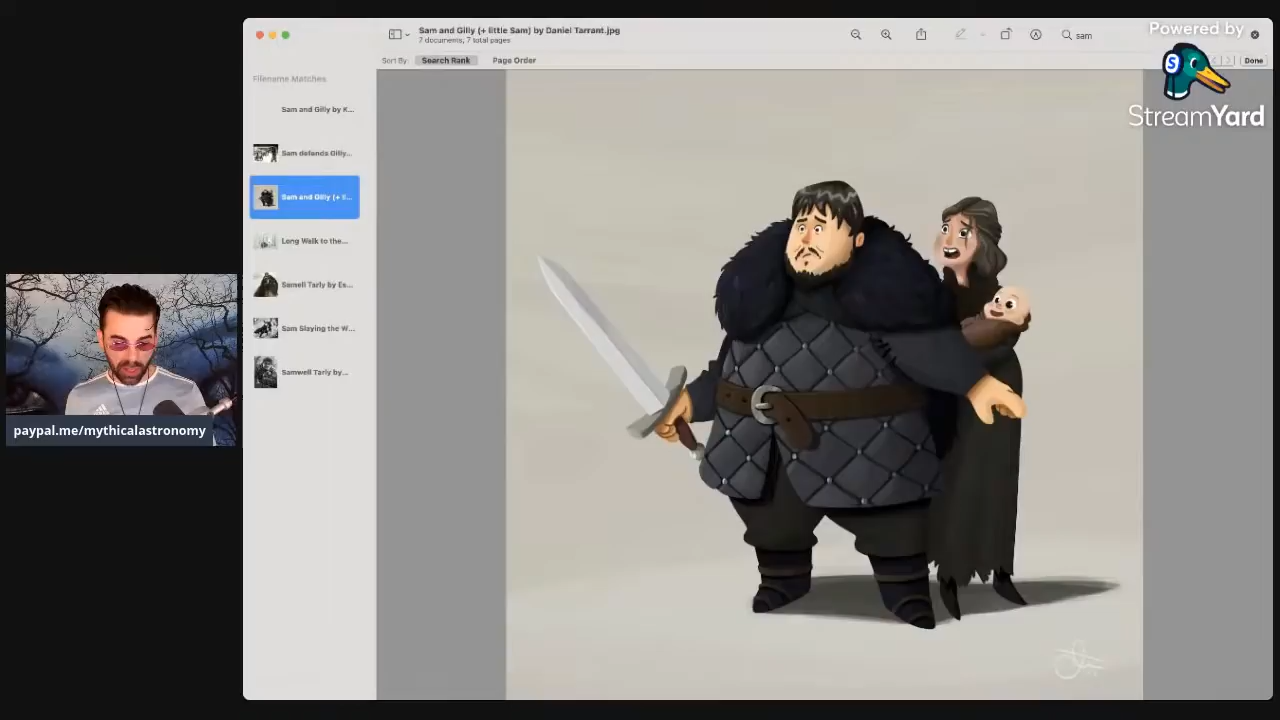 Sam and Gilly (+ little Sam) by Daniel Tarrant.jpg
7 documents; 7 total pages
sam
Sort By:
Search Rank
Page Order
Done
Filename Matches
Sam and Gilly by K...
Sam defends Gilly...
Sam and Gilly (+ li...
Long Walk to the...
Samell Tarly by Es...
Sam Slaying the W...
Samwell Tarly by...
Powered by
S
StreamYard
paypal.me/mythicalastronomy